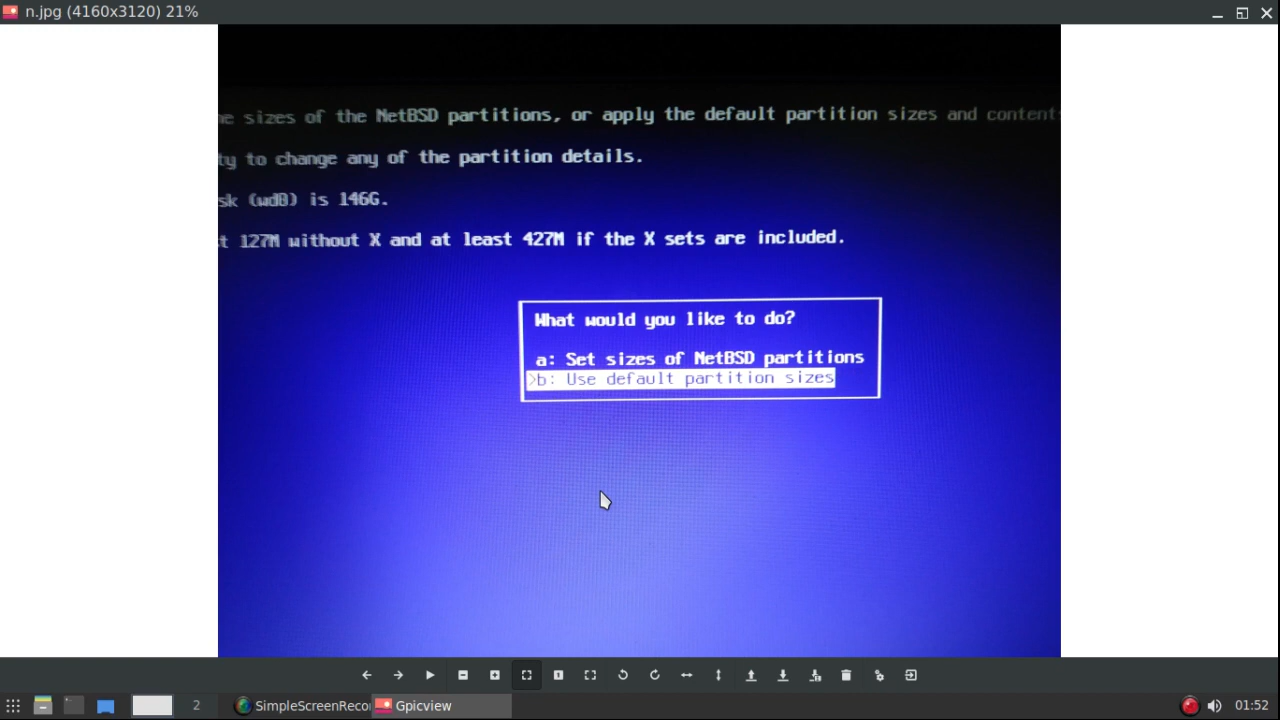 n.jpg (4160x3120) 21%
e sizes of the NetBSD partitions, or apply the default partition sizes and content
ty to change any of the partition details.
sk (wd0) is 146G.
t 127M without X and at least 427M if the X sets are included.
What would you like to do?
a: Set sizes of NetBSD partitions
>b: Use default partition sizes
2
SimpleScreenReco
Gpicview
01:52